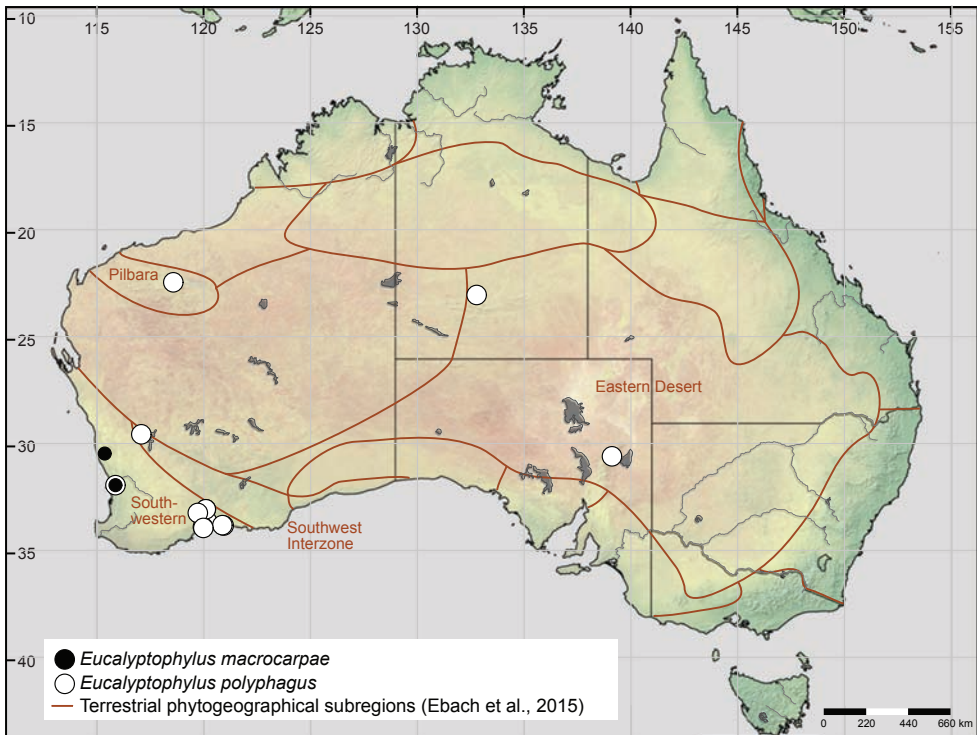 10
115 120 125 130 135 140 145 150 155
15
20
Pilbara
25
Eastern Desert
30
South-
western
Southwest
Interzone
35
40
Eucalyptophylus macrocarpae
Eucalyptophylus polyphagus
Terrestrial phytogeographical subregions (Ebach et al., 2015)
0 220 440 660 km